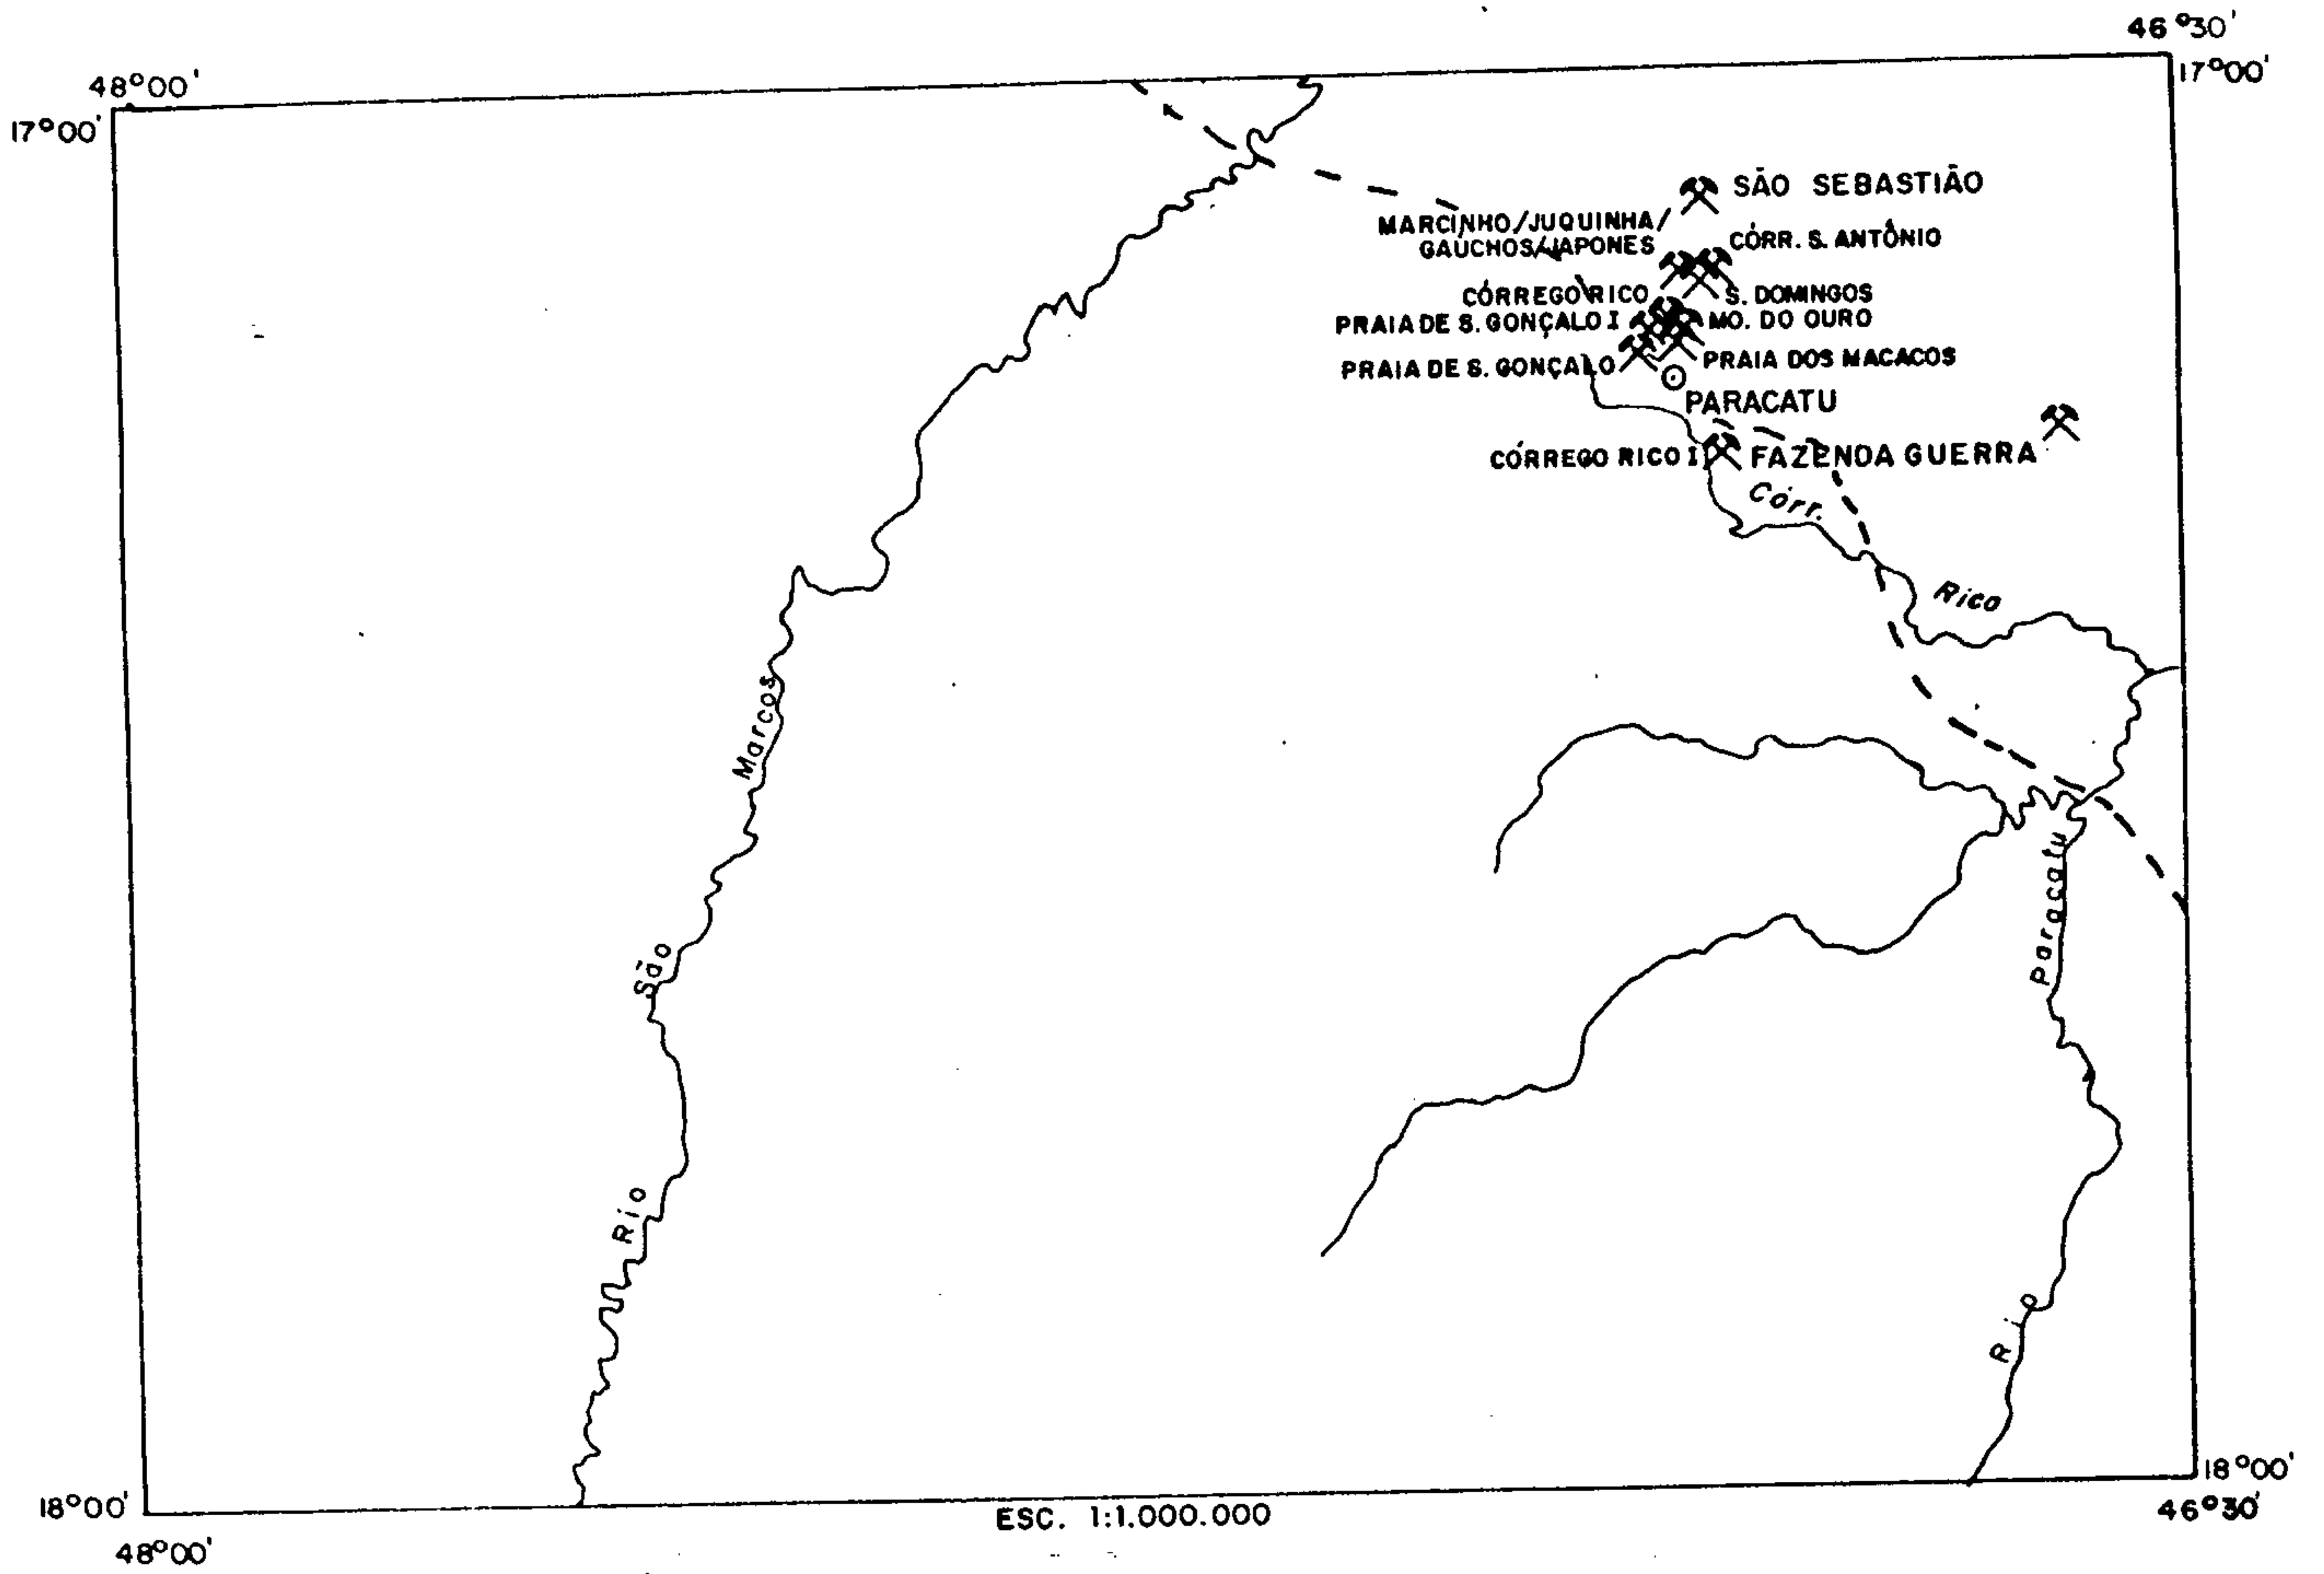 46°30'
48°00'
17°00'
17°00'
SÃO SEBASTIÃO
MARCINHO/JUQUINHA/
GAUCHOS/JAPONES
CÓRR. S. ANTÔNIO
CÓRREGO RICO
S. DOMINGOS
PRAIA DE S. GONÇALO I
MO. DO OURO
PRAIA DE S. GONÇALO
PRAIA DOS MACACOS
PARACATU
CÓRREGO RICO I
FAZENDA GUERRA
Córr. Rico
Rio São Marcos
Rio Paracatu
18°00'
18°00'
ESC. 1:1.000.000
46°30'
48°00'